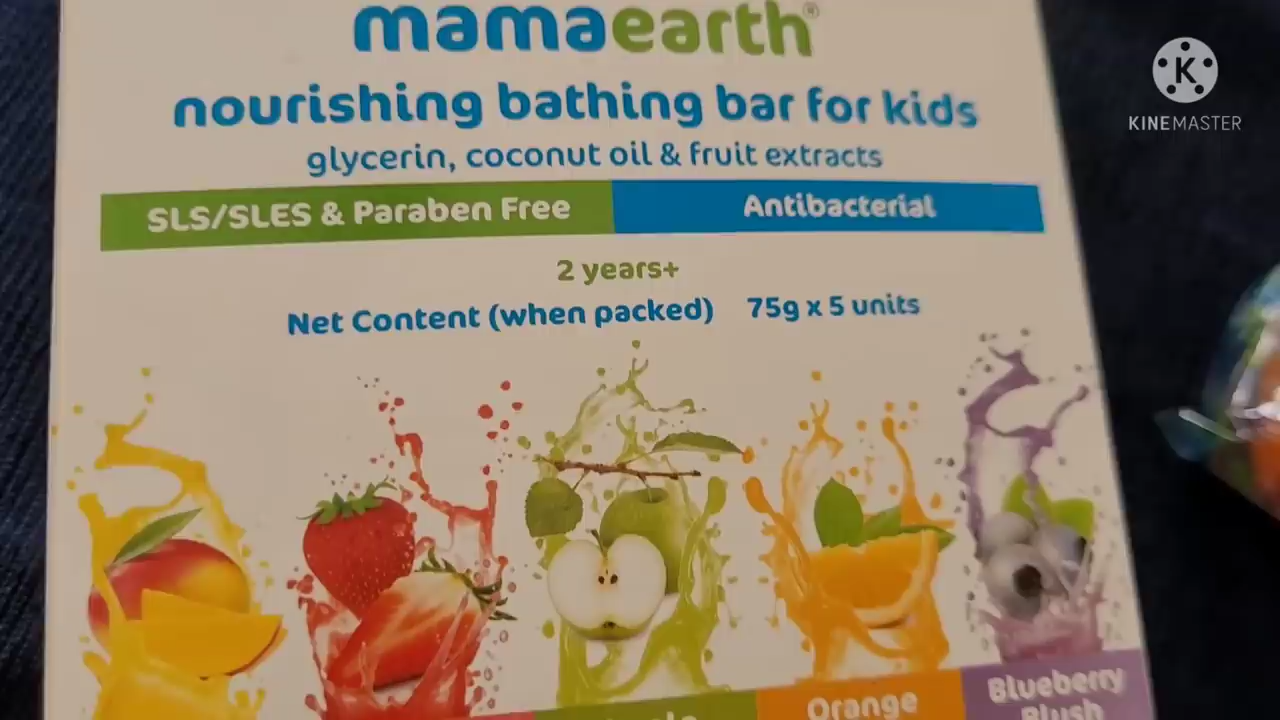 mamaearth®
nourishing bathing bar for kids
glycerin, coconut oil & fruit extracts
SLS/SLES & Paraben Free
Antibacterial
2 years+
Net Content (when packed) 75g x 5 units
Orange
Blueberry
Blush
K
KINEMASTER